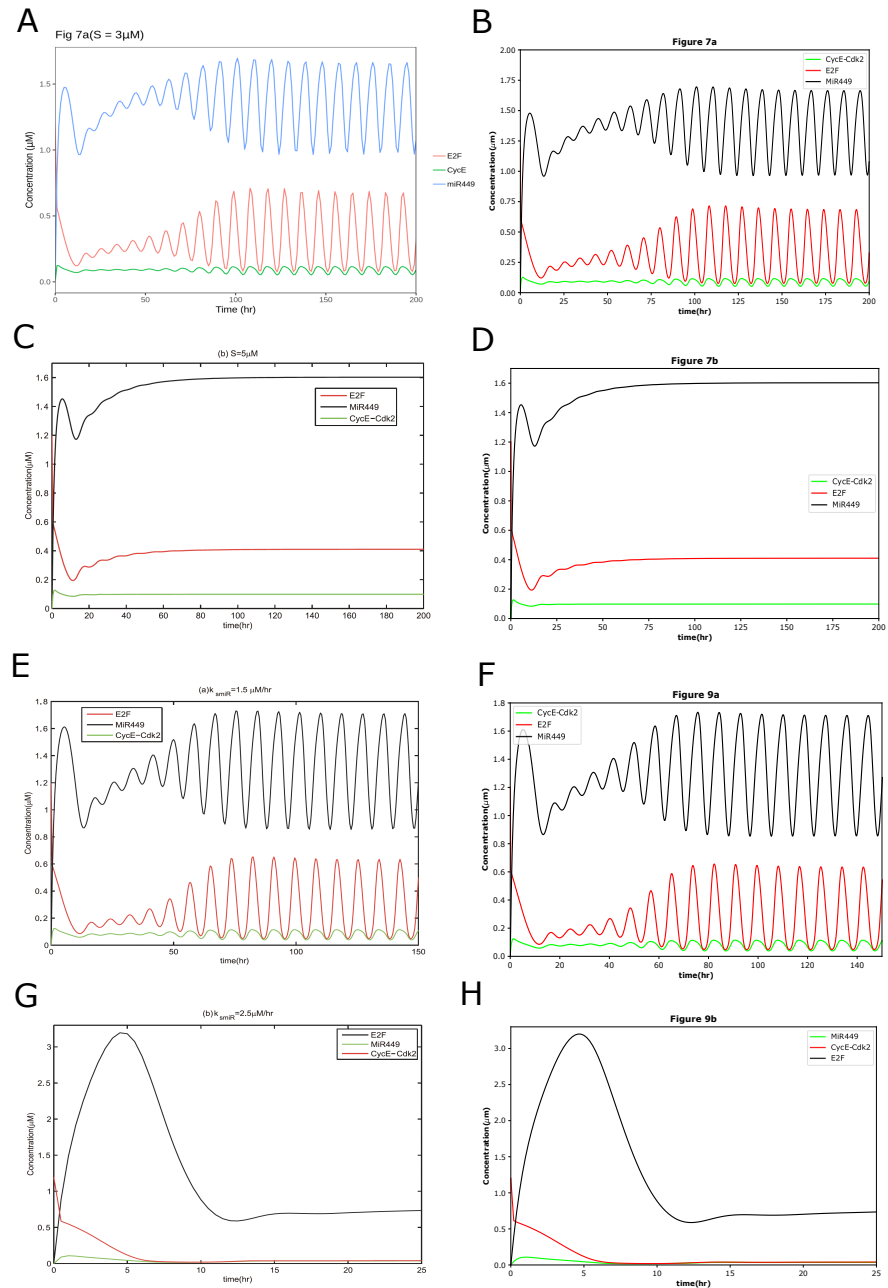 A
Fig 7a(S = 3μM)
Concentration (μM)
1.5
1.0
0.5
0.0
0
50
100
150
200
Time (hr)
E2F
CycE
miR449
B
Figure 7a
Concentration(μm)
2.00
1.75
1.50
1.25
1.00
0.75
0.50
0.25
0.00
0
25
50
75
100
125
150
175
200
time(hr)
CycE-Cdk2
E2F
MiR449
C
(b) S=5μM
Concentration(μM)
1.6
1.4
1.2
1
0.8
0.6
0.4
0.2
0
0
20
40
60
80
100
120
140
160
180
200
time(hr)
E2F
MiR449
CycE−Cdk2
D
Figure 7b
Concentration(μm)
1.6
1.4
1.2
1.0
0.8
0.6
0.4
0.2
0.0
0
25
50
75
100
125
150
175
200
time(hr)
CycE-Cdk2
E2F
MiR449
E
(a)k smiR=1.5 μM/hr
Concentration(μM)
1.8
1.6
1.4
1.2
1
0.8
0.6
0.4
0.2
0
0
50
100
150
time(hr)
E2F
MiR449
CycE−Cdk2
F
Figure 9a
Concentration(μm)
1.8
1.6
1.4
1.2
1.0
0.8
0.6
0.4
0.2
0.0
0
20
40
60
80
100
120
140
time(hr)
CycE-Cdk2
E2F
MiR449
G
(b)k smiR=2.5μM/hr
Concentration(μM)
3
2.5
2
1.5
1
0.5
0
0
5
10
15
20
25
time(hr)
E2F
MiR449
CycE−Cdk2
H
Figure 9b
Concentration(μm)
3.0
2.5
2.0
1.5
1.0
0.5
0.0
0
5
10
15
20
25
time(hr)
MiR449
CycE-Cdk2
E2F